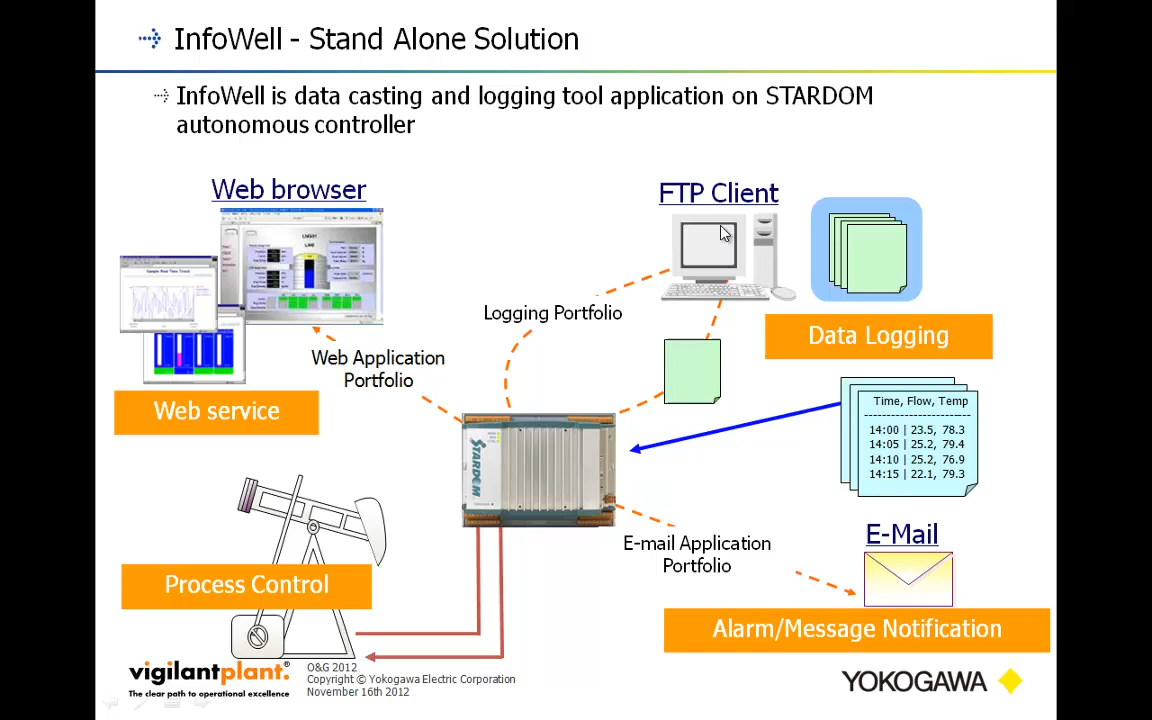 InfoWell - Stand Alone Solution
InfoWell is data casting and logging tool application on STARDOM
autonomous controller
Web browser
FTP Client
Sample Real Time Trend
Logging Portfolio
Data Logging
Web Application
Portfolio
Web service
Time, Flow, Temp
14:00 | 23.5, 78.3
14:05 | 25.2, 79.4
14:10 | 25.2, 76.9
14:15 | 22.1, 79.3
STARDOM
E-Mail
E-mail Application
Portfolio
Process Control
Alarm/Message Notification
vigilantplant.®
The clear path to operational excellence
O&G 2012
Copyright © Yokogawa Electric Corporation
November 16th 2012
YOKOGAWA